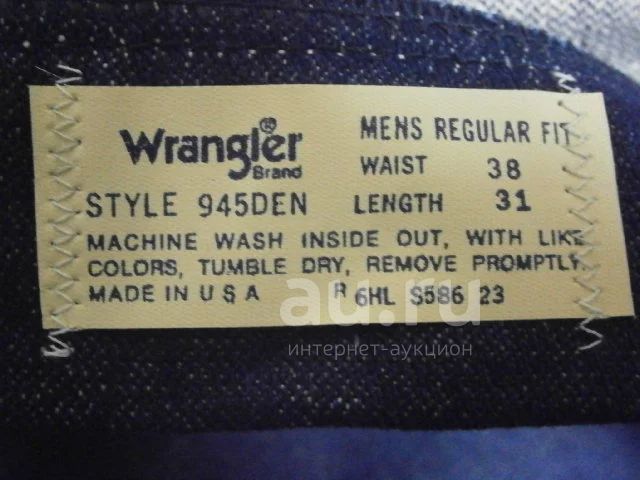 Wrangler®
Brand
MENS REGULAR FIT
WAIST 38
STYLE 945DEN LENGTH 31
MACHINE WASH INSIDE OUT, WITH LIKE
COLORS, TUMBLE DRY, REMOVE PROMPTLY.
MADE IN USA R 6HL S586 23
au.ru
интернет-аукцион